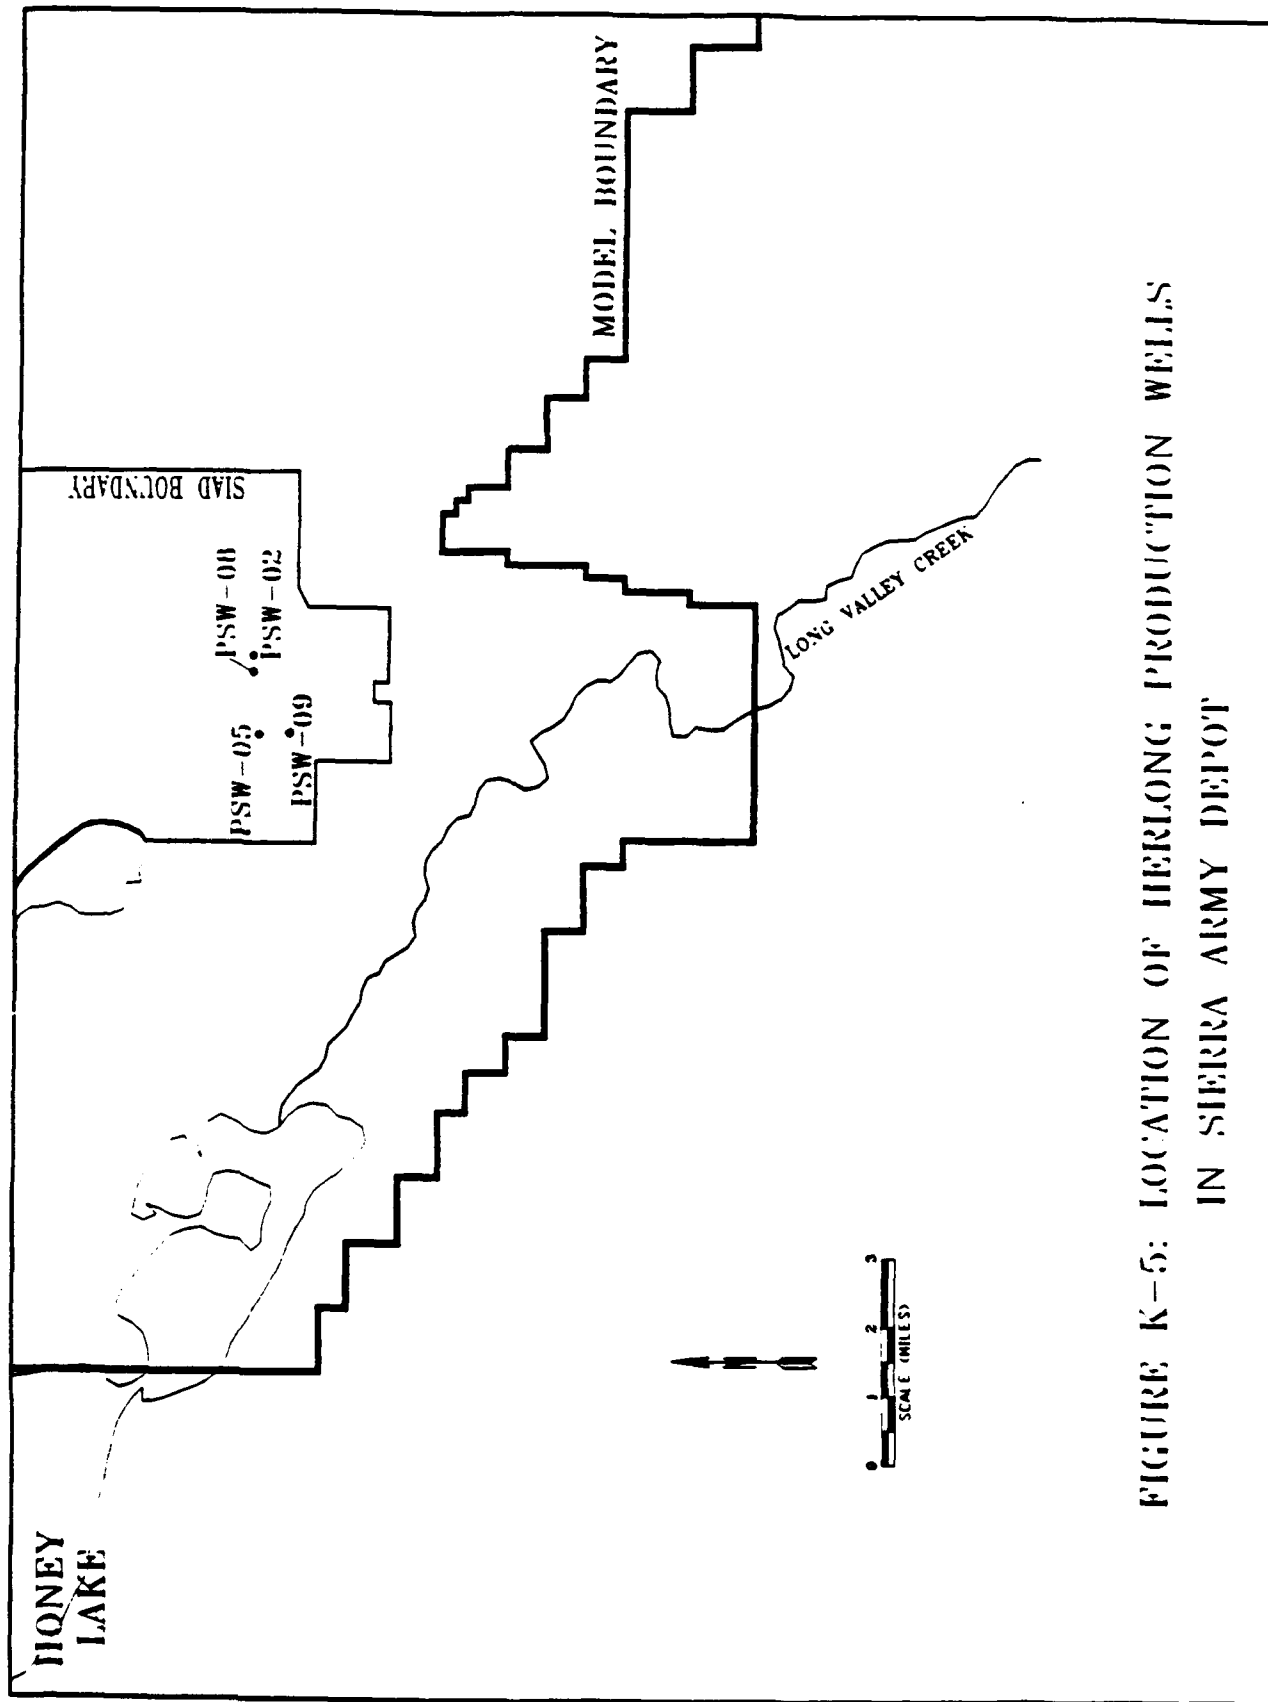 HONEY
LAKE
SIAD BOUNDARY
PSW-08
PSW-02
PSW-05
PSW-09
MODEL BOUNDARY
LONG VALLEY CREEK
N
0 1 2 3
SCALE (MILES)
FIGURE K-5: LOCATION OF HERLONG PRODUCTION WELLS
IN SIERRA ARMY DEPOT